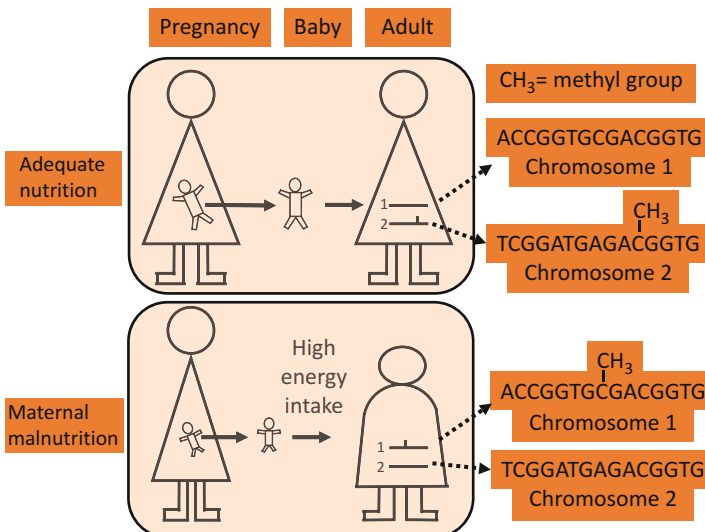 Pregnancy Baby Adult
CH₃= methyl group
Adequate
nutrition
1
2
ACCGGTGCGACGGTG
Chromosome 1
CH₃
TCGGATGAGACGGTG
Chromosome 2
Maternal
malnutrition
High
energy
intake
1
2
CH₃
ACCGGTGCGACGGTG
Chromosome 1
TCGGATGAGACGGTG
Chromosome 2